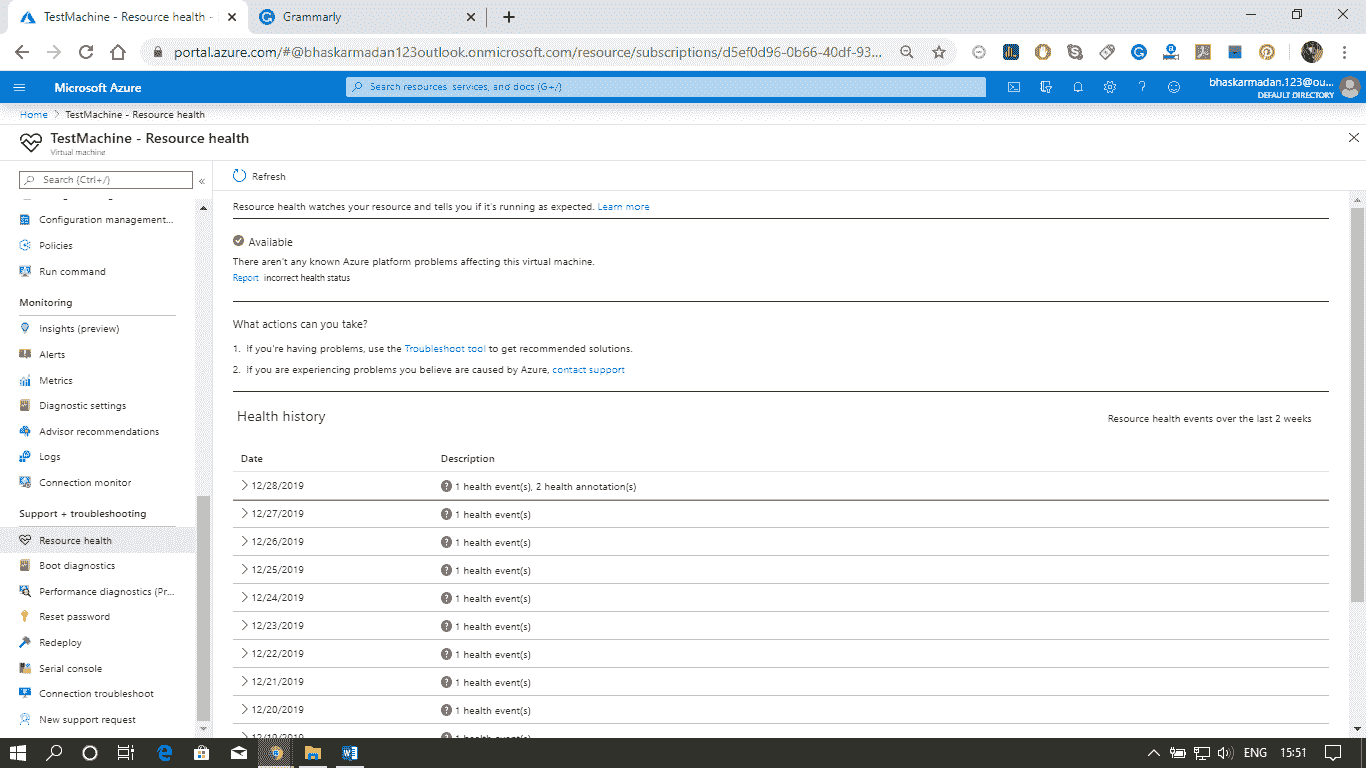 TestMachine - Resource health -
Grammarly
portal.azure.com/#@bhaskarmadan123outlook.onmicrosoft.com/resource/subscriptions/d5ef0d96-0b66-40df-93...
Microsoft Azure
Search resources, services, and docs (G+/)
bhaskarmadan.123@ou...
DEFAULT DIRECTORY
Home > TestMachine - Resource health
TestMachine - Resource health
Virtual machine
Search (Ctrl+/)
«
Configuration management...
Policies
Run command
Monitoring
Insights (preview)
Alerts
Metrics
Diagnostic settings
Advisor recommendations
Logs
Connection monitor
Support + troubleshooting
Resource health
Boot diagnostics
Performance diagnostics (Pr...
Reset password
Redeploy
Serial console
Connection troubleshoot
New support request
Refresh
Resource health watches your resource and tells you if it's running as expected. Learn more
Available
There aren't any known Azure platform problems affecting this virtual machine.
Report incorrect health status
What actions can you take?
1. If you're having problems, use the Troubleshoot tool to get recommended solutions.
2. If you are experiencing problems you believe are caused by Azure, contact support
Health history
Resource health events over the last 2 weeks
Date Description
12/28/2019 1 health event(s), 2 health annotation(s)
12/27/2019 1 health event(s)
12/26/2019 1 health event(s)
12/25/2019 1 health event(s)
12/24/2019 1 health event(s)
12/23/2019 1 health event(s)
12/22/2019 1 health event(s)
12/21/2019 1 health event(s)
12/20/2019 1 health event(s)
12/19/2019 1 health event(s)
ENG 15:51